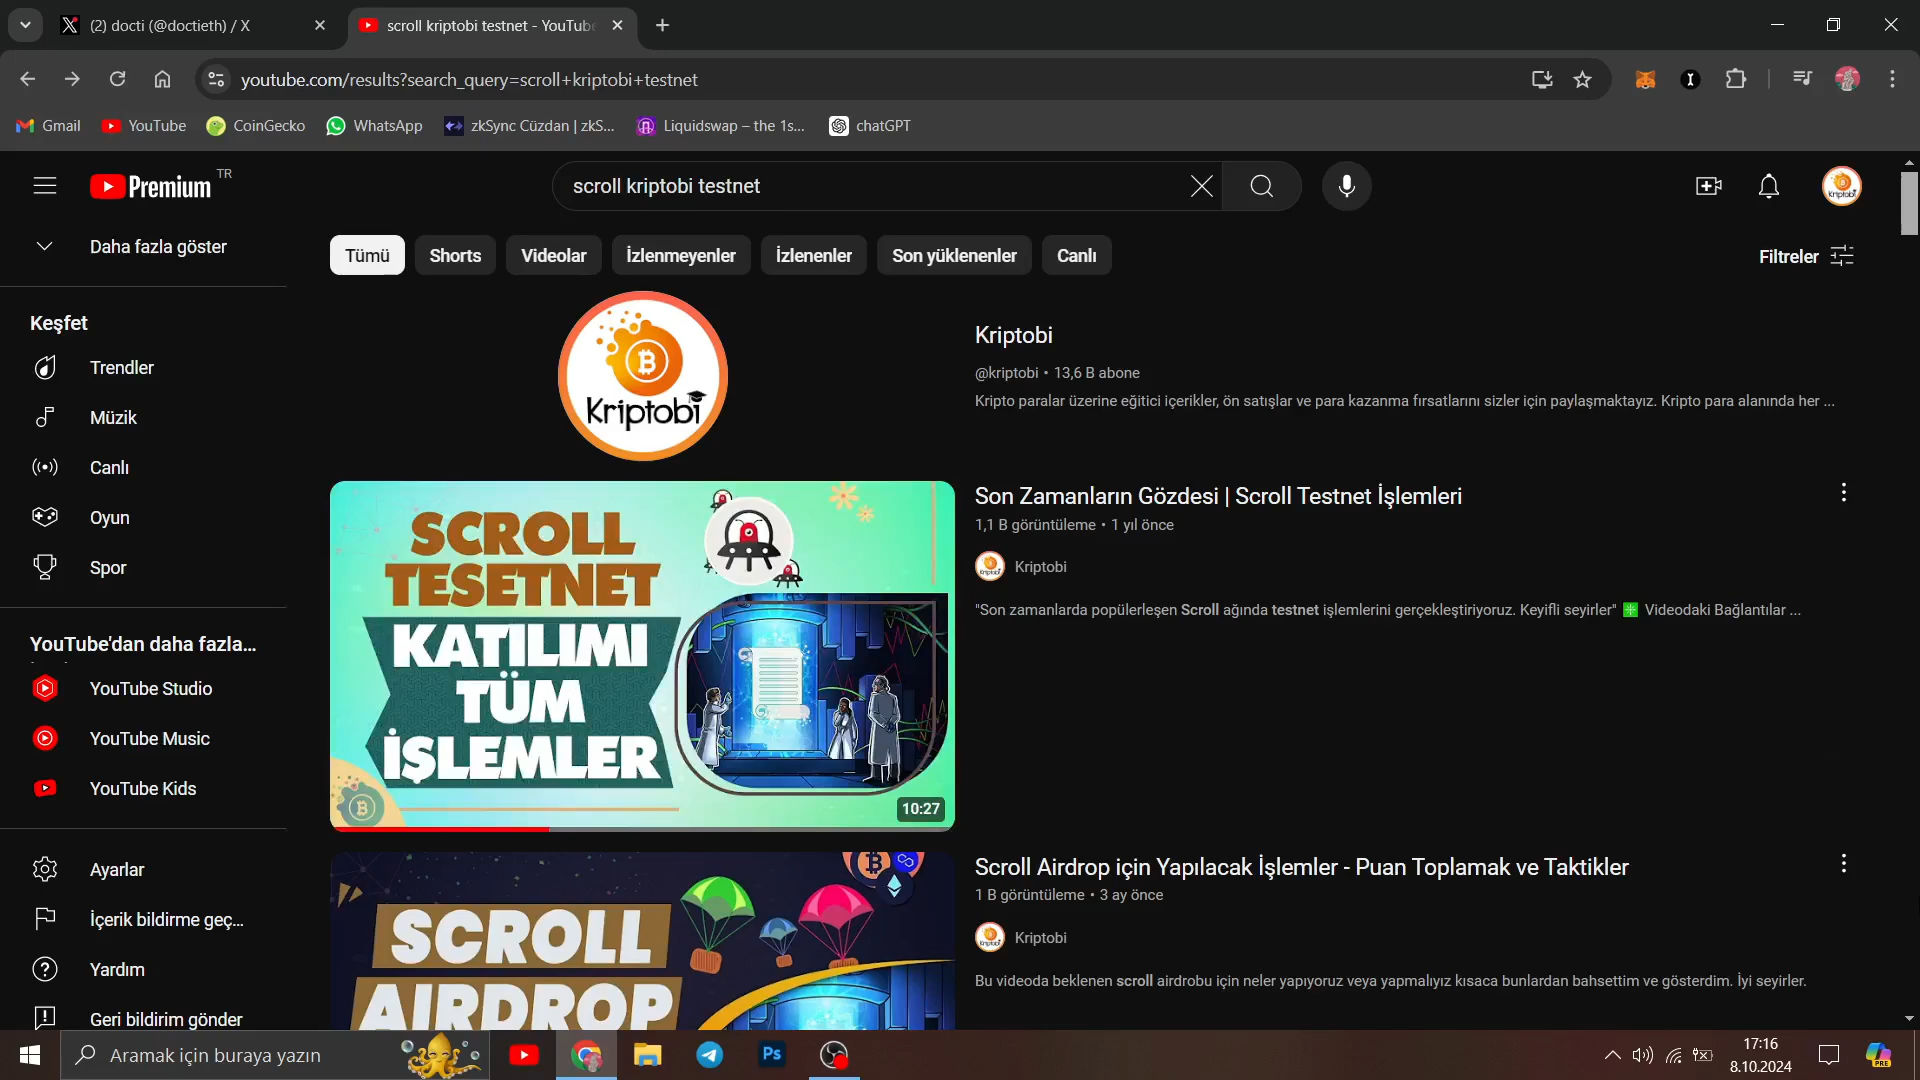 (2) docti (@doctieth) / X
scroll kriptobi testnet - YouTube
youtube.com/results?search_query=scroll+kriptobi+testnet
Gmail
YouTube
CoinGecko
WhatsApp
zkSync Cüzdan | zkS...
Liquidswap – the 1s...
chatGPT
Premium TR
scroll kriptobi testnet
Kriptobi
Daha fazla göster
Tümü
Shorts
Videolar
İzlenmeyenler
İzlenenler
Son yüklenenler
Canlı
Filtreler
Keşfet
Trendler
Müzik
Canlı
Oyun
Spor
YouTube'dan daha fazla...
YouTube Studio
YouTube Music
YouTube Kids
Ayarlar
İçerik bildirme geç...
Yardım
Geri bildirim gönder
Kriptobi
Kriptobi
@kriptobi • 13,6 B abone
Kripto paralar üzerine eğitici içerikler, ön satışlar ve para kazanma fırsatlarını sizler için paylaşmaktayız. Kripto para alanında her ...
SCROLL
TESETNET
KATILIMI
TÜM
İŞLEMLER
10:27
Son Zamanların Gözdesi | Scroll Testnet İşlemleri
1,1 B görüntüleme • 1 yıl önce
Kriptobi
"Son zamanlarda popülerleşen Scroll ağında testnet işlemlerini gerçekleştiriyoruz. Keyifli seyirler" ✳️ Videodaki Bağlantılar ...
SCROLL
AIRDROP
Scroll Airdrop için Yapılacak İşlemler - Puan Toplamak ve Taktikler
1 B görüntüleme • 3 ay önce
Kriptobi
Bu videoda beklenen scroll airdrobu için neler yapıyoruz veya yapmalıyız kısaca bunlardan bahsettim ve gösterdim. İyi seyirler.
Aramak için buraya yazın
Ps
17:16
8.10.2024
PRE